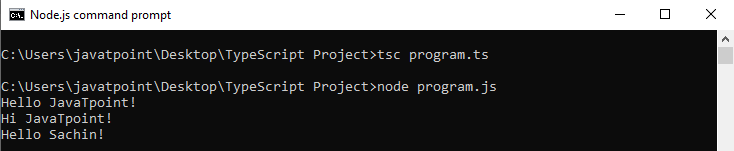 Node.js command prompt
C:\Users\javatpoint\Desktop\TypeScript Project>tsc program.ts
C:\Users\javatpoint\Desktop\TypeScript Project>node program.js
Hello JavaTpoint!
Hi JavaTpoint!
Hello Sachin!